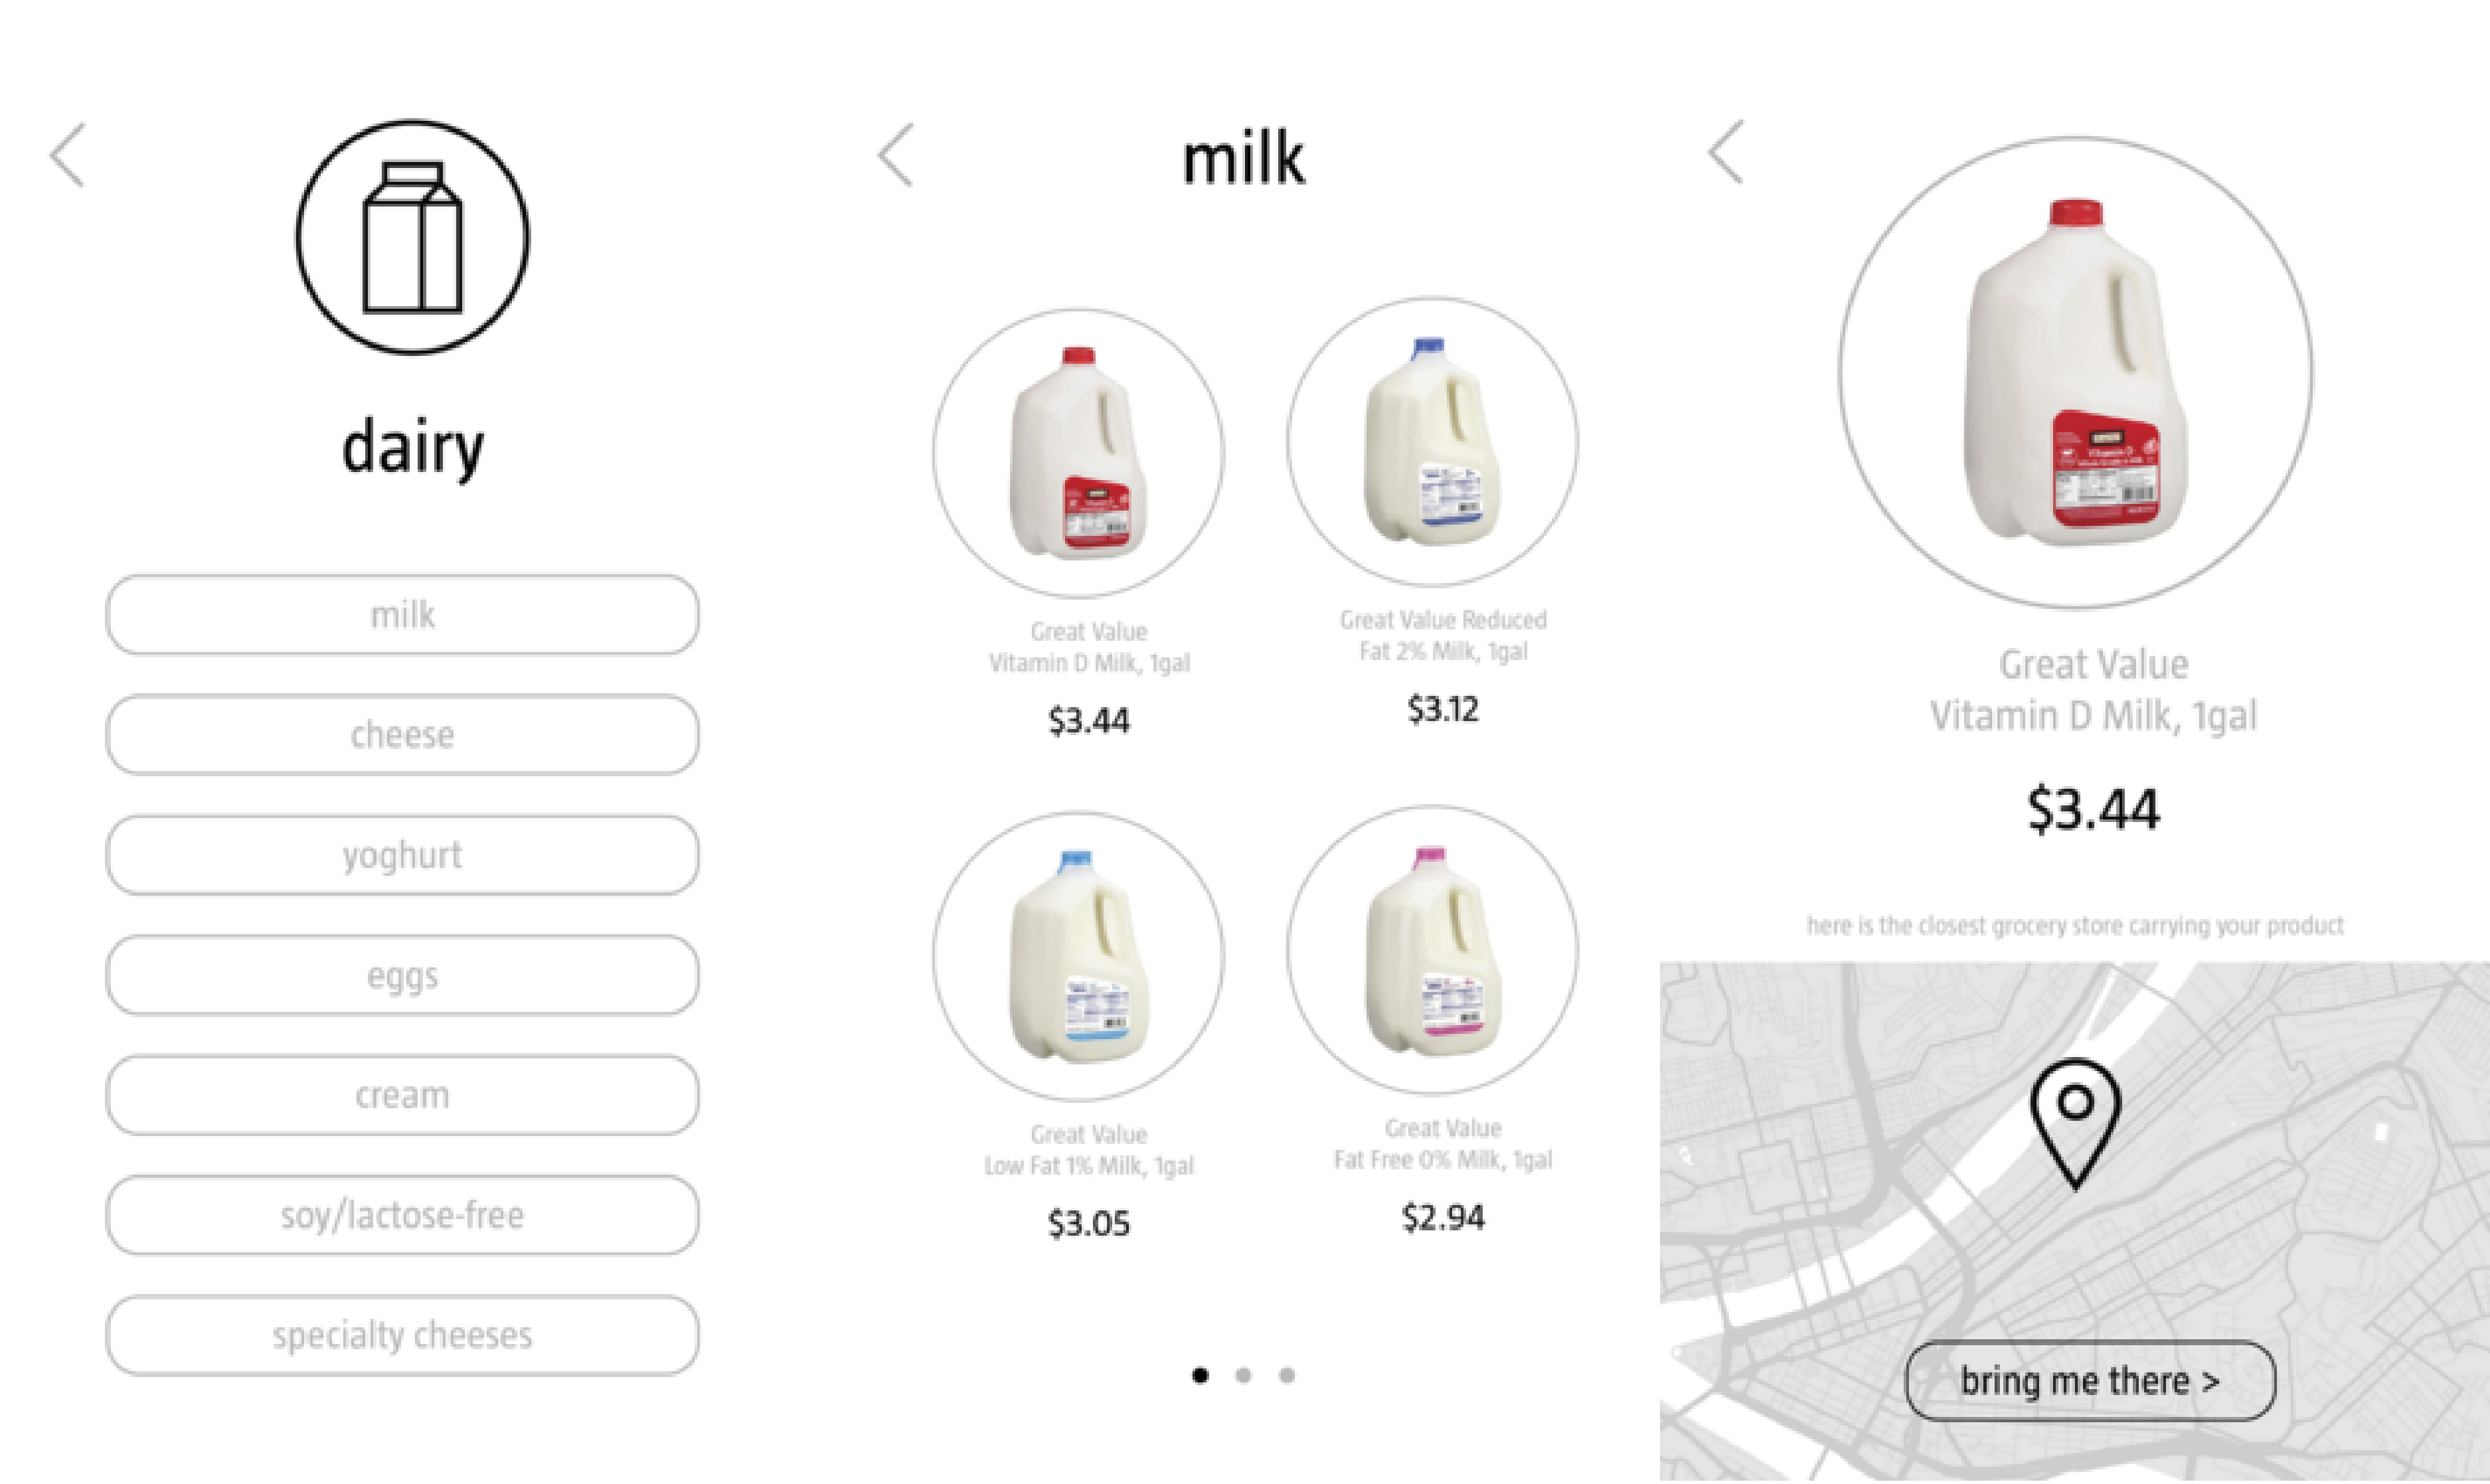 dairy
milk
cheese
yoghurt
eggs
cream
soy/lactose-free
specialty cheeses
milk
Great Value
Vitamin D Milk, 1gal
$3.44
Great Value Reduced
Fat 2% Milk, 1gal
$3.12
Great Value
Low Fat 1% Milk, 1gal
$3.05
Great Value
Fat Free 0% Milk, 1gal
$2.94
Vitamin D
Great Value
Vitamin D Milk, 1gal
$3.44
here is the closest grocery store carrying your product
bring me there >